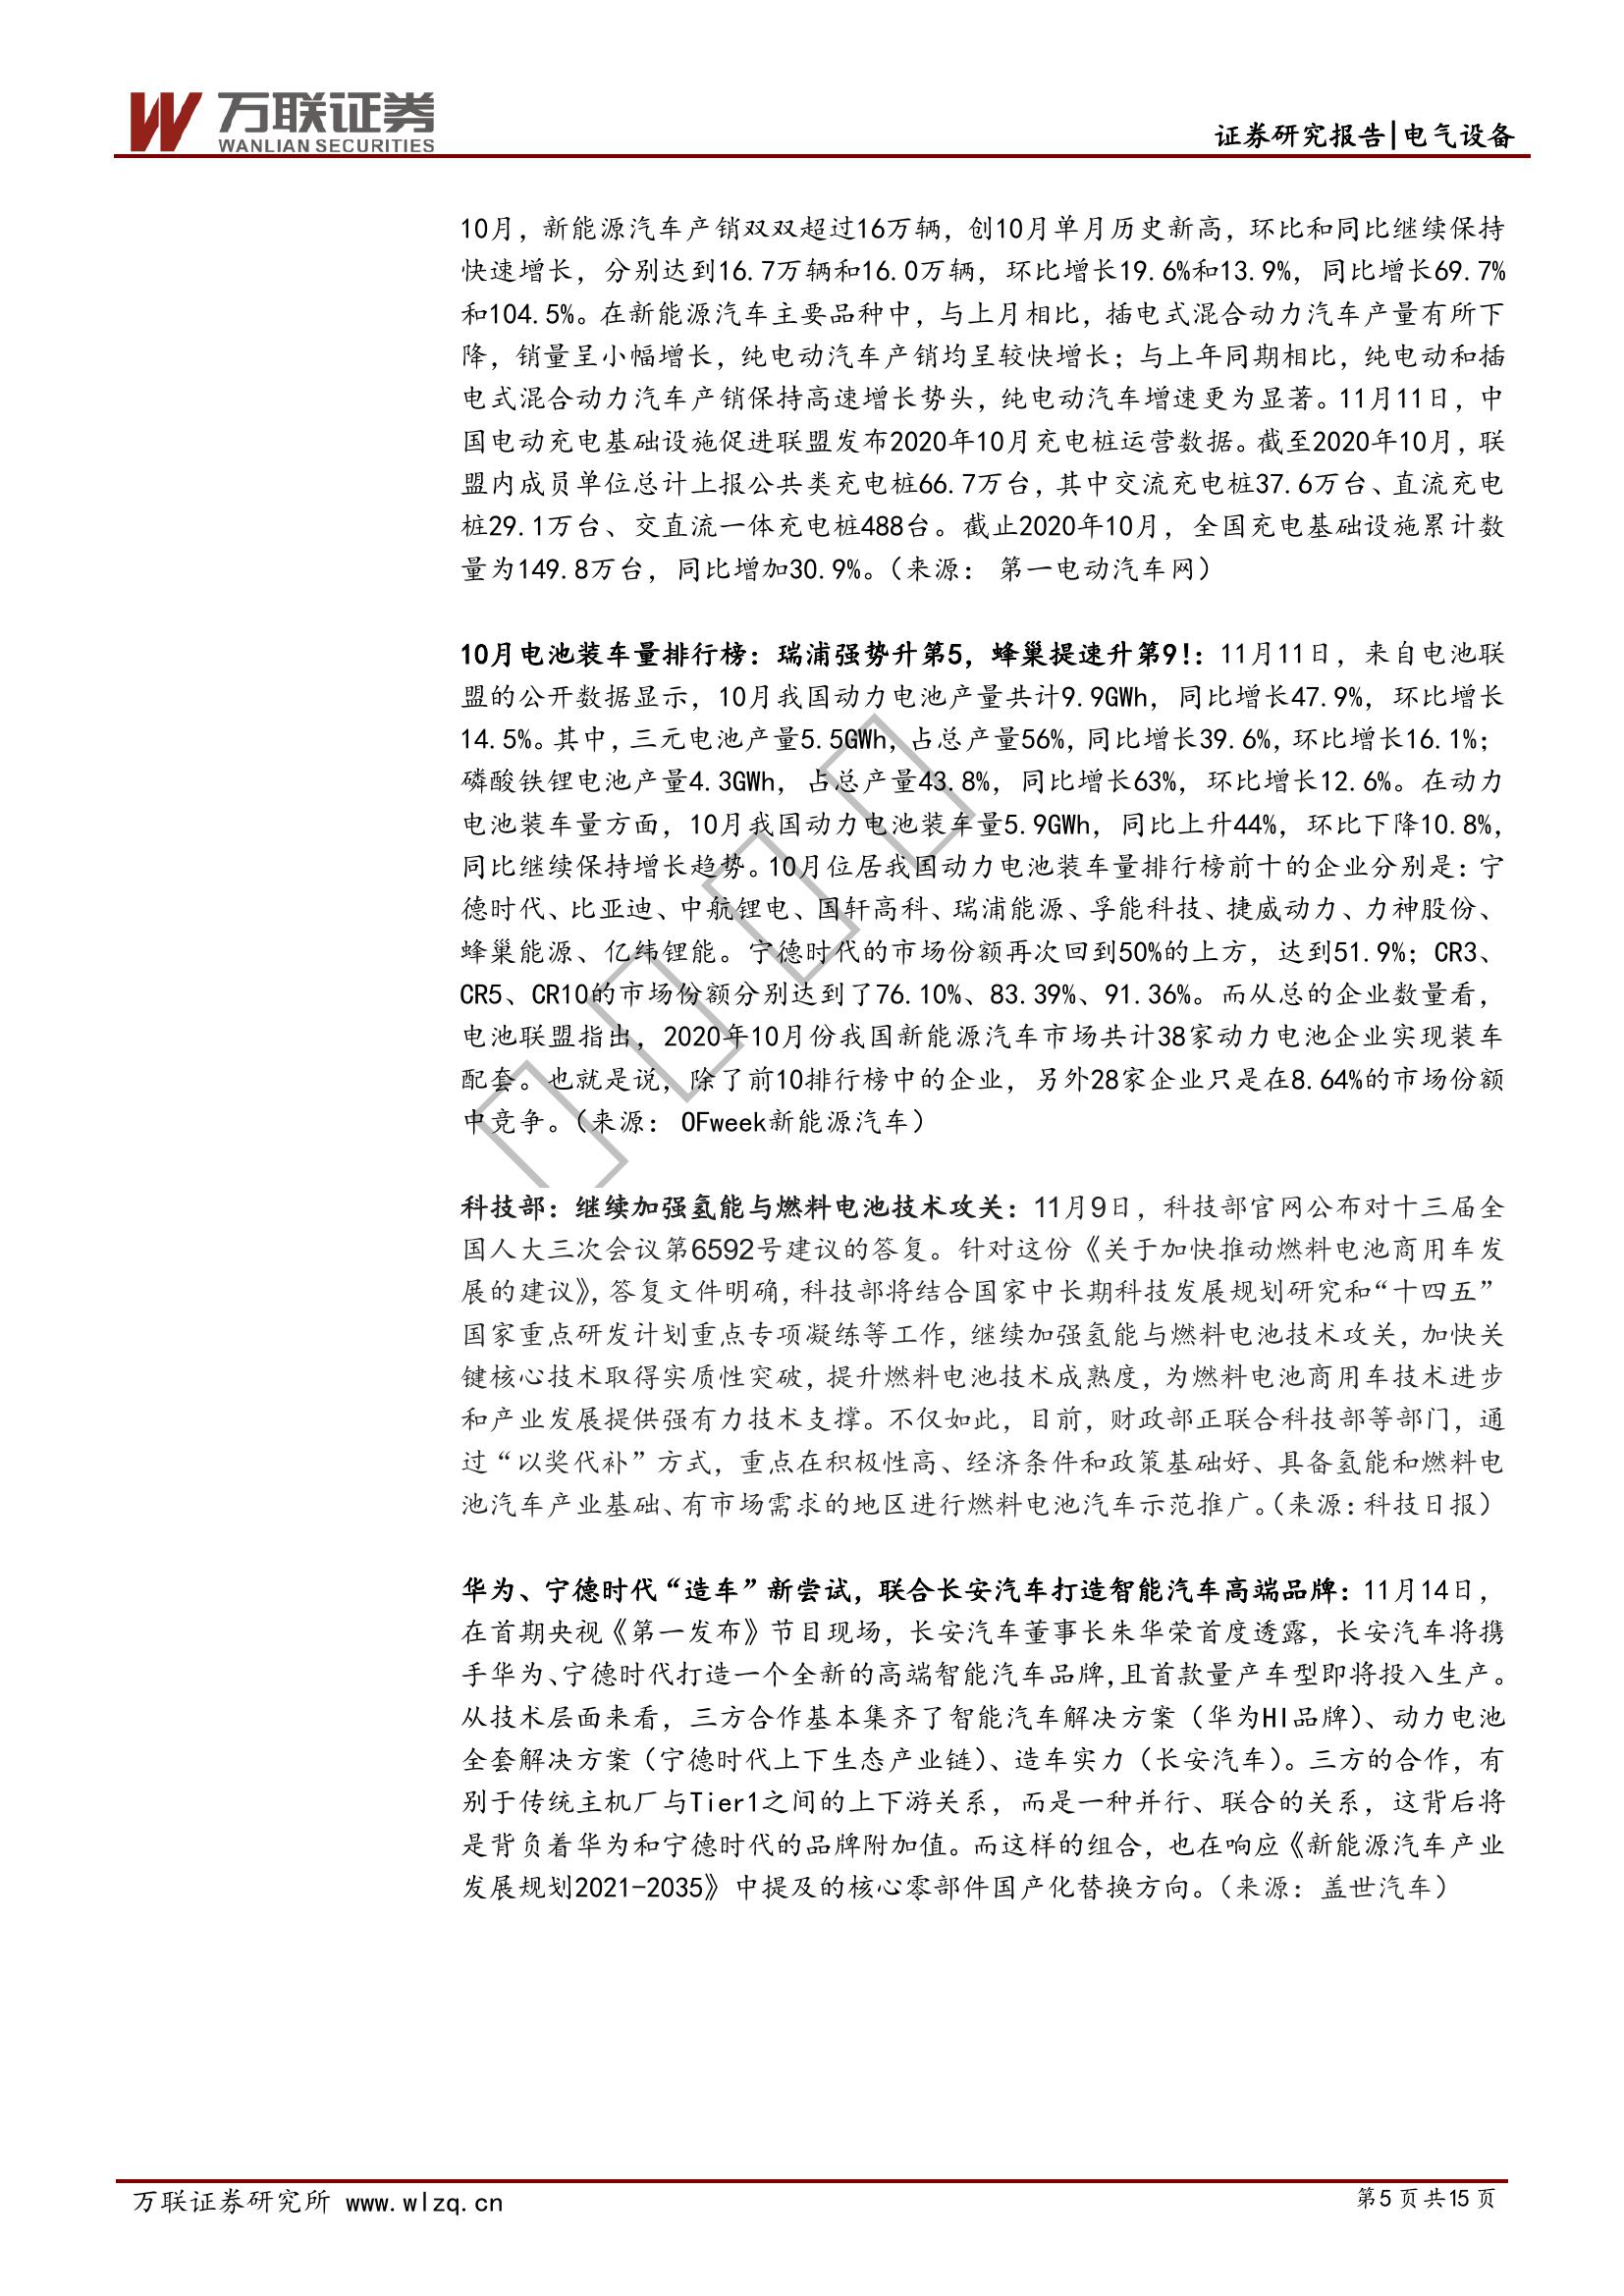 万联证券
WANLIAN SECURITIES
证券研究报告|电气设备
10月，新能源汽车产销双双超过16万辆，创10月单月历史新高，环比和同比继续保持
快速增长，分别达到16.7万辆和16.0万辆，环比增长19.6%和13.9%，同比增长69.7%
和104.5%。在新能源汽车主要品种中，与上月相比，插电式混合动力汽车产量有所下
降，销量呈小幅增长，纯电动汽车产销均呈较快增长；与上年同期相比，纯电动和插
电式混合动力汽车产销保持高速增长势头，纯电动汽车增速更为显著。11月11日，中
国电动充电基础设施促进联盟发布2020年10月充电桩运营数据。截至2020年10月，联
盟内成员单位总计上报公共类充电桩66.7万台，其中交流充电桩37.6万台、直流充电
桩29.1万台、交直流一体充电桩488台。截止2020年10月，全国充电基础设施累计数
量为149.8万台，同比增加30.9%。（来源： 第一电动汽车网）
10月电池装车量排行榜：瑞浦强势升第5，蜂巢提速升第9!：11月11日，来自电池联
盟的公开数据显示，10月我国动力电池产量共计9.9GWh，同比增长47.9%，环比增长
14.5%。其中，三元电池产量5.5GWh，占总产量56%，同比增长39.6%，环比增长16.1%；
磷酸铁锂电池产量4.3GWh，占总产量43.8%，同比增长63%，环比增长12.6%。在动力
电池装车量方面，10月我国动力电池装车量5.9GWh，同比上升44%，环比下降10.8%，
同比继续保持增长趋势。10月位居我国动力电池装车量排行榜前十的企业分别是：宁
德时代、比亚迪、中航锂电、国轩高科、瑞浦能源、孚能科技、捷威动力、力神股份、
蜂巢能源、亿纬锂能。宁德时代的市场份额再次回到50%的上方，达到51.9%；CR3、
CR5、CR10的市场份额分别达到了76.10%、83.39%、91.36%。而从总的企业数量看，
电池联盟指出，2020年10月份我国新能源汽车市场共计38家动力电池企业实现装车
配套。也就是说，除了前10排行榜中的企业，另外28家企业只是在8.64%的市场份额
中竞争。（来源： OFweek新能源汽车）
科技部：继续加强氢能与燃料电池技术攻关：11月9日，科技部官网公布对十三届全
国人大三次会议第6592号建议的答复。针对这份《关于加快推动燃料电池商用车发
展的建议》，答复文件明确，科技部将结合国家中长期科技发展规划研究和“十四五”
国家重点研发计划重点专项凝练等工作，继续加强氢能与燃料电池技术攻关，加快关
键核心技术取得实质性突破，提升燃料电池技术成熟度，为燃料电池商用车技术进步
和产业发展提供强有力技术支撑。不仅如此，目前，财政部正联合科技部等部门，通
过“以奖代补”方式，重点在积极性高、经济条件和政策基础好、具备氢能和燃料电
池汽车产业基础、有市场需求的地区进行燃料电池汽车示范推广。（来源：科技日报）
华为、宁德时代“造车”新尝试，联合长安汽车打造智能汽车高端品牌：11月14日，
在首期央视《第一发布》节目现场，长安汽车董事长朱华荣首度透露，长安汽车将携
手华为、宁德时代打造一个全新的高端智能汽车品牌，且首款量产车型即将投入生产。
从技术层面来看，三方合作基本集齐了智能汽车解决方案（华为HI品牌）、动力电池
全套解决方案（宁德时代上下生态产业链）、造车实力（长安汽车）。三方的合作，有
别于传统主机厂与Tier1之间的上下游关系，而是一种并行、联合的关系，这背后将
是背负着华为和宁德时代的品牌附加值。而这样的组合，也在响应《新能源汽车产业
发展规划2021-2035》中提及的核心零部件国产化替换方向。（来源：盖世汽车）
万联证券研究所 www.wlzq.cn
第5页共15页